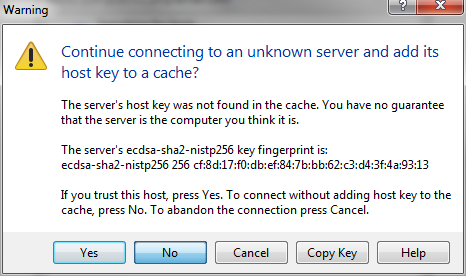 Warning
?
Continue connecting to an unknown server and add its
host key to a cache?
The server's host key was not found in the cache. You have no guarantee
that the server is the computer you think it is.
The server's ecdsa-sha2-nistp256 key fingerprint is:
ecdsa-sha2-nistp256 256 cf:8d:17:f0:db:ef:84:7b:bb:62:c3:d4:3f:4a:93:13
If you trust this host, press Yes. To connect without adding host key to the
cache, press No. To abandon the connection press Cancel.
Yes No Cancel Copy Key Help